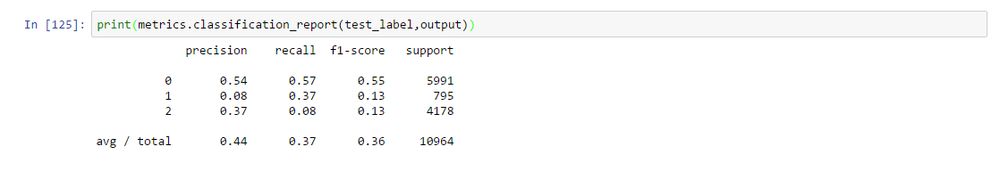 In [125]: print(metrics.classification_report(test_label,output))
precision recall f1-score support
0 0.54 0.57 0.55 5991
1 0.08 0.37 0.13 795
2 0.37 0.08 0.13 4178
avg / total 0.44 0.37 0.36 10964